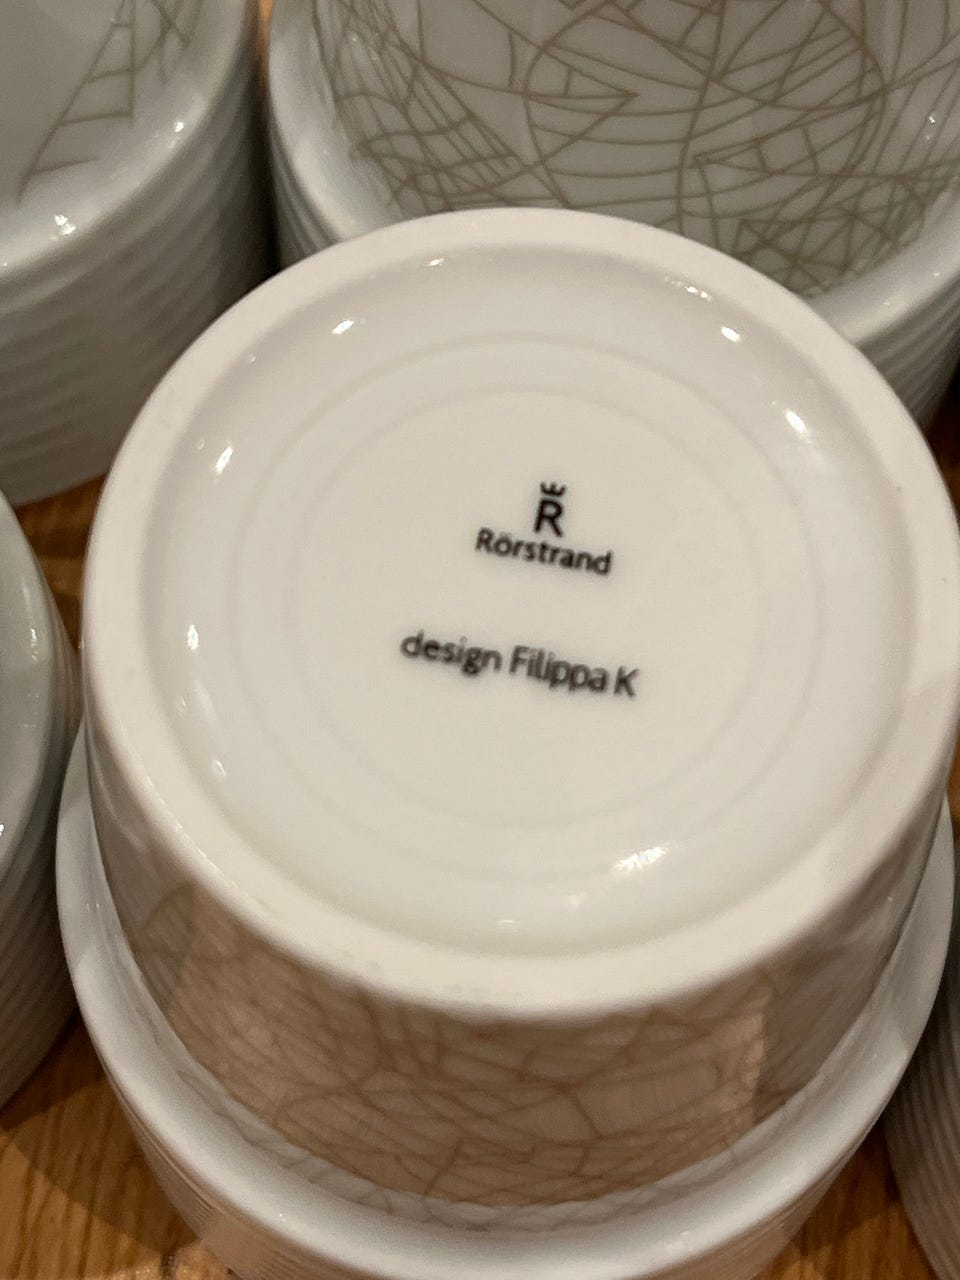 R
Rörstrand
design Filippa K